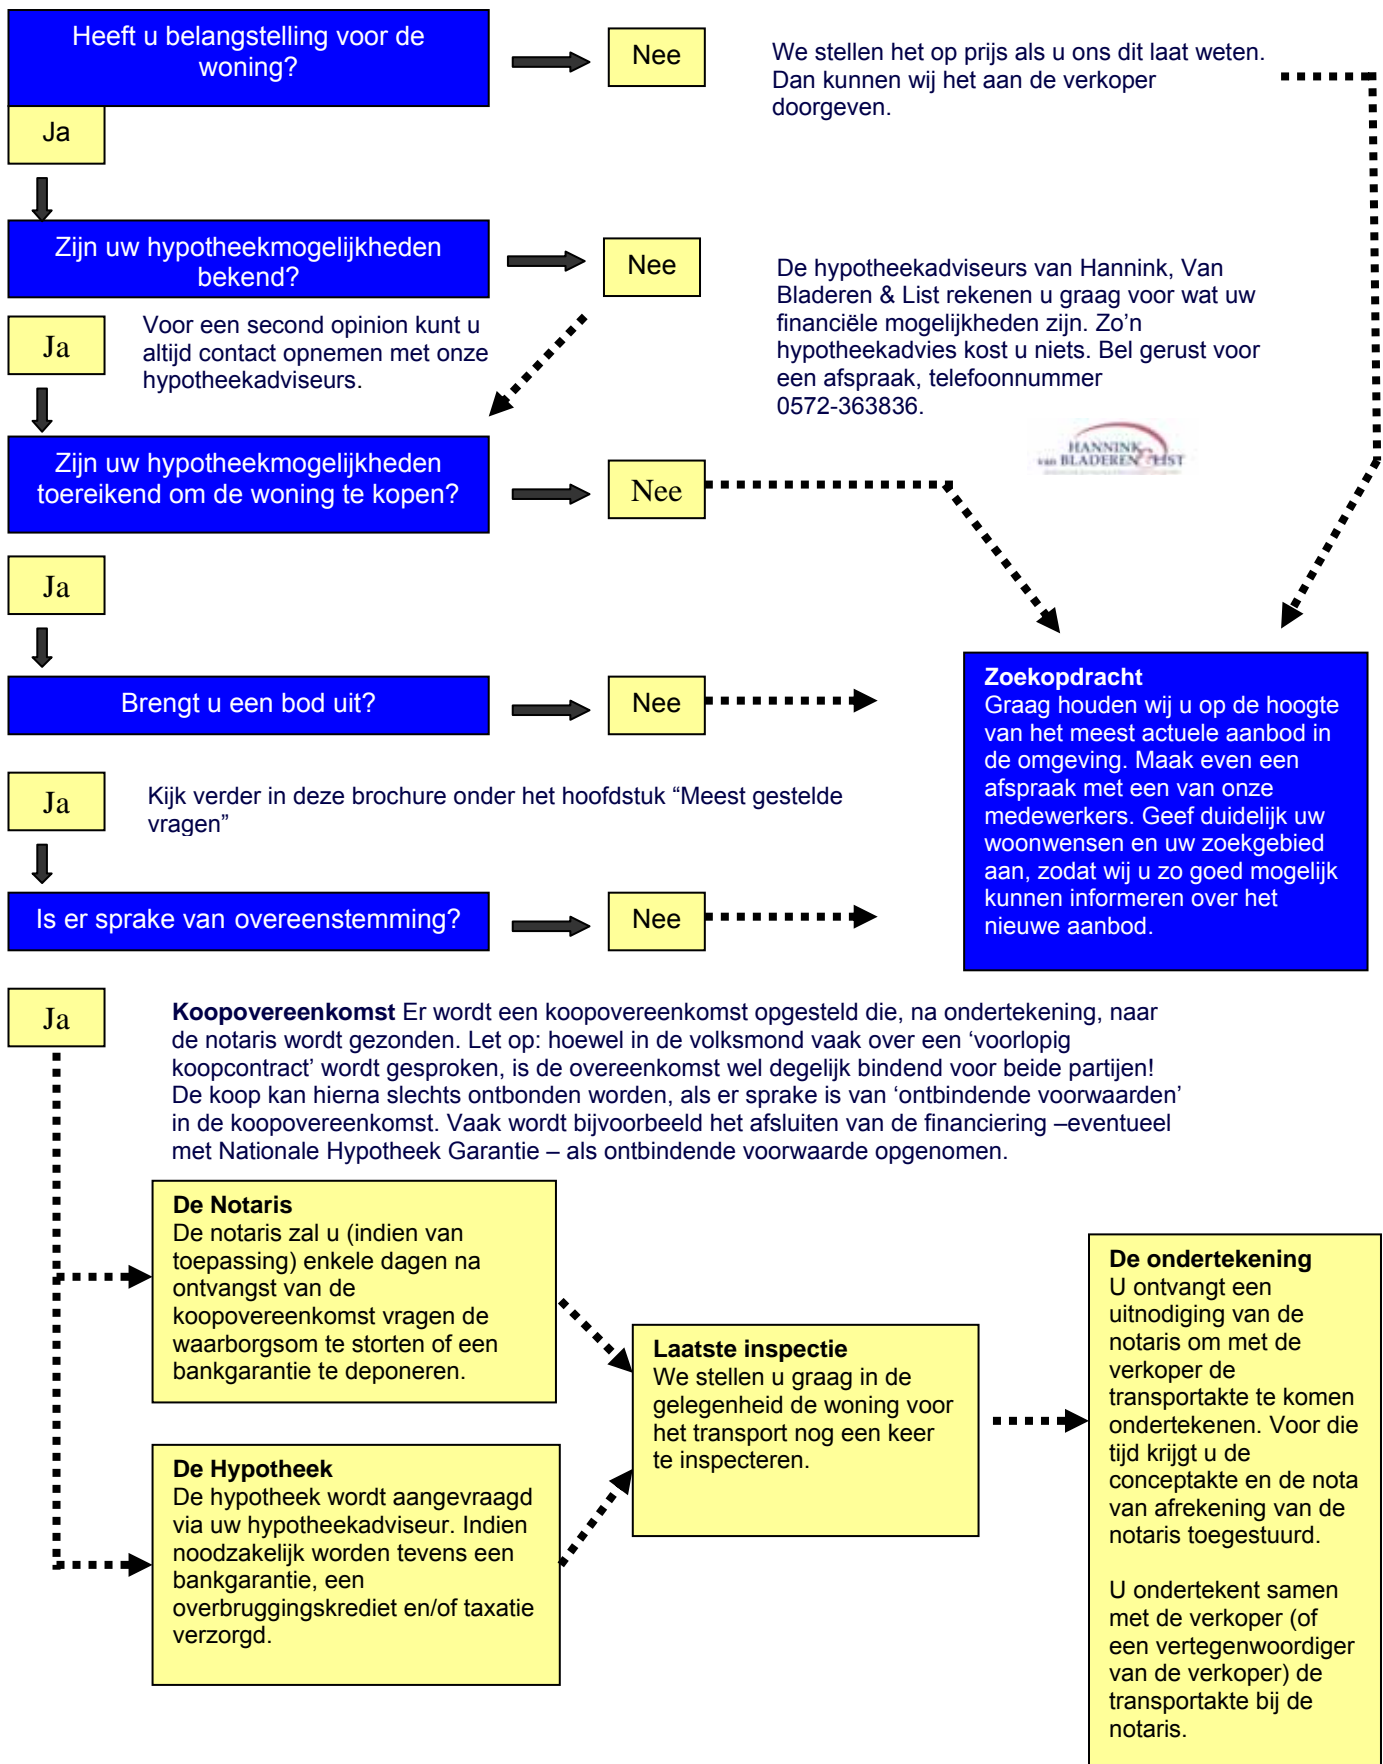 Heeft u belangstelling voor de
woning?
Nee
We stellen het op prijs als u ons dit laat weten.
Dan kunnen wij het aan de verkoper
doorgeven.
Ja
Zijn uw hypotheekmogelijkheden
bekend?
Nee
De hypotheekadviseurs van Hannink, Van
Bladeren & List rekenen u graag voor wat uw
financiële mogelijkheden zijn. Zo’n
hypotheekadvies kost u niets. Bel gerust voor
een afspraak, telefoonnummer
0572-363836.
Ja
Voor een second opinion kunt u
altijd contact opnemen met onze
hypotheekadviseurs.
HANNINK
van BLADEREN & LIST
Zijn uw hypotheekmogelijkheden
toereikend om de woning te kopen?
Nee
Ja
Brengt u een bod uit?
Nee
Zoekopdracht
Graag houden wij u op de hoogte
van het meest actuele aanbod in
de omgeving. Maak even een
afspraak met een van onze
medewerkers. Geef duidelijk uw
woonwensen en uw zoekgebied
aan, zodat wij u zo goed mogelijk
kunnen informeren over het
nieuwe aanbod.
Ja
Kijk verder in deze brochure onder het hoofdstuk “Meest gestelde
vragen”
Is er sprake van overeenstemming?
Nee
Ja
Koopovereenkomst Er wordt een koopovereenkomst opgesteld die, na ondertekening, naar
de notaris wordt gezonden. Let op: hoewel in de volksmond vaak over een ‘voorlopig
koopcontract’ wordt gesproken, is de overeenkomst wel degelijk bindend voor beide partijen!
De koop kan hierna slechts ontbonden worden, als er sprake is van ‘ontbindende voorwaarden’
in de koopovereenkomst. Vaak wordt bijvoorbeeld het afsluiten van de financiering –eventueel
met Nationale Hypotheek Garantie – als ontbindende voorwaarde opgenomen.
De Notaris
De notaris zal u (indien van
toepassing) enkele dagen na
ontvangst van de
koopovereenkomst vragen de
waarborgsom te storten of een
bankgarantie te deponeren.
De Hypotheek
De hypotheek wordt aangevraagd
via uw hypotheekadviseur. Indien
noodzakelijk worden tevens een
bankgarantie, een
overbruggingskrediet en/of taxatie
verzorgd.
Laatste inspectie
We stellen u graag in de
gelegenheid de woning voor
het transport nog een keer
te inspecteren.
De ondertekening
U ontvangt een
uitnodiging van de
notaris om met de
verkoper de
transportakte te komen
ondertekenen. Voor die
tijd krijgt u de
conceptakte en de nota
van afrekening van de
notaris toegestuurd.
U ondertekent samen
met de verkoper (of
een vertegenwoordiger
van de verkoper) de
transportakte bij de
notaris.